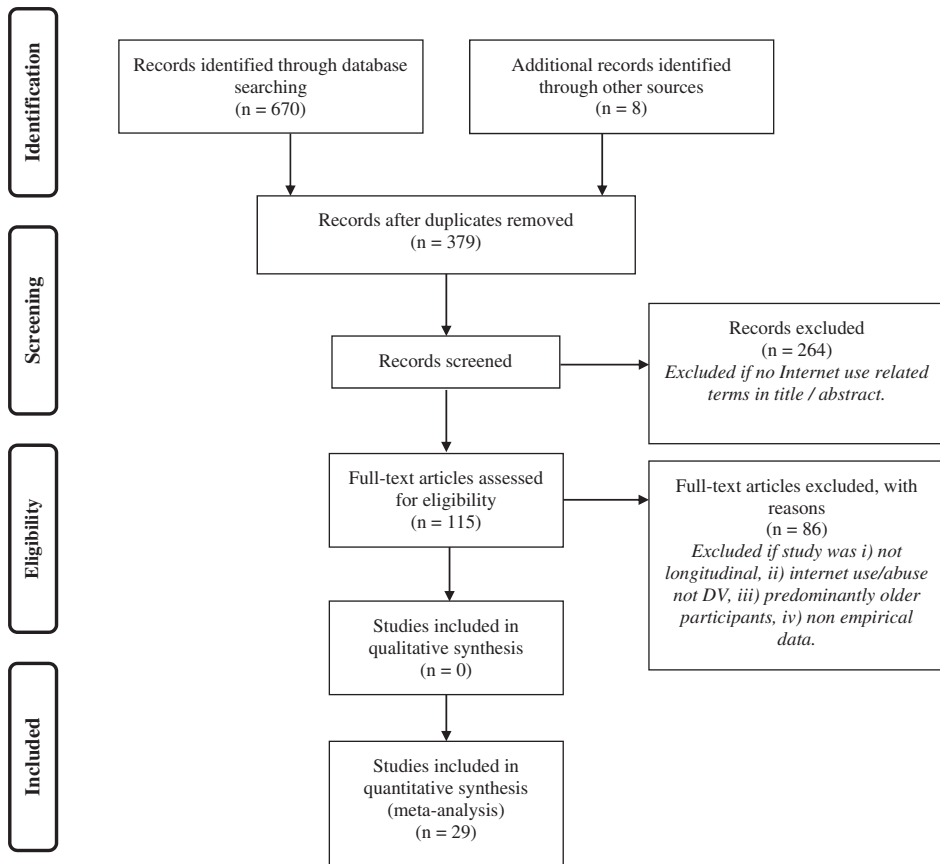 Identification
Records identified through database
searching
(n = 670)
Additional records identified
through other sources
(n = 8)
Records after duplicates removed
(n = 379)
Screening
Records screened
Records excluded
(n = 264)
Excluded if no Internet use related
terms in title / abstract.
Eligibility
Full-text articles assessed
for eligibility
(n = 115)
Full-text articles excluded, with
reasons
(n = 86)
Excluded if study was i) not
longitudinal, ii) internet use/abuse
not DV, iii) predominantly older
participants, iv) non empirical
data.
Studies included in
qualitative synthesis
(n = 0)
Included
Studies included in
quantitative synthesis
(meta-analysis)
(n = 29)